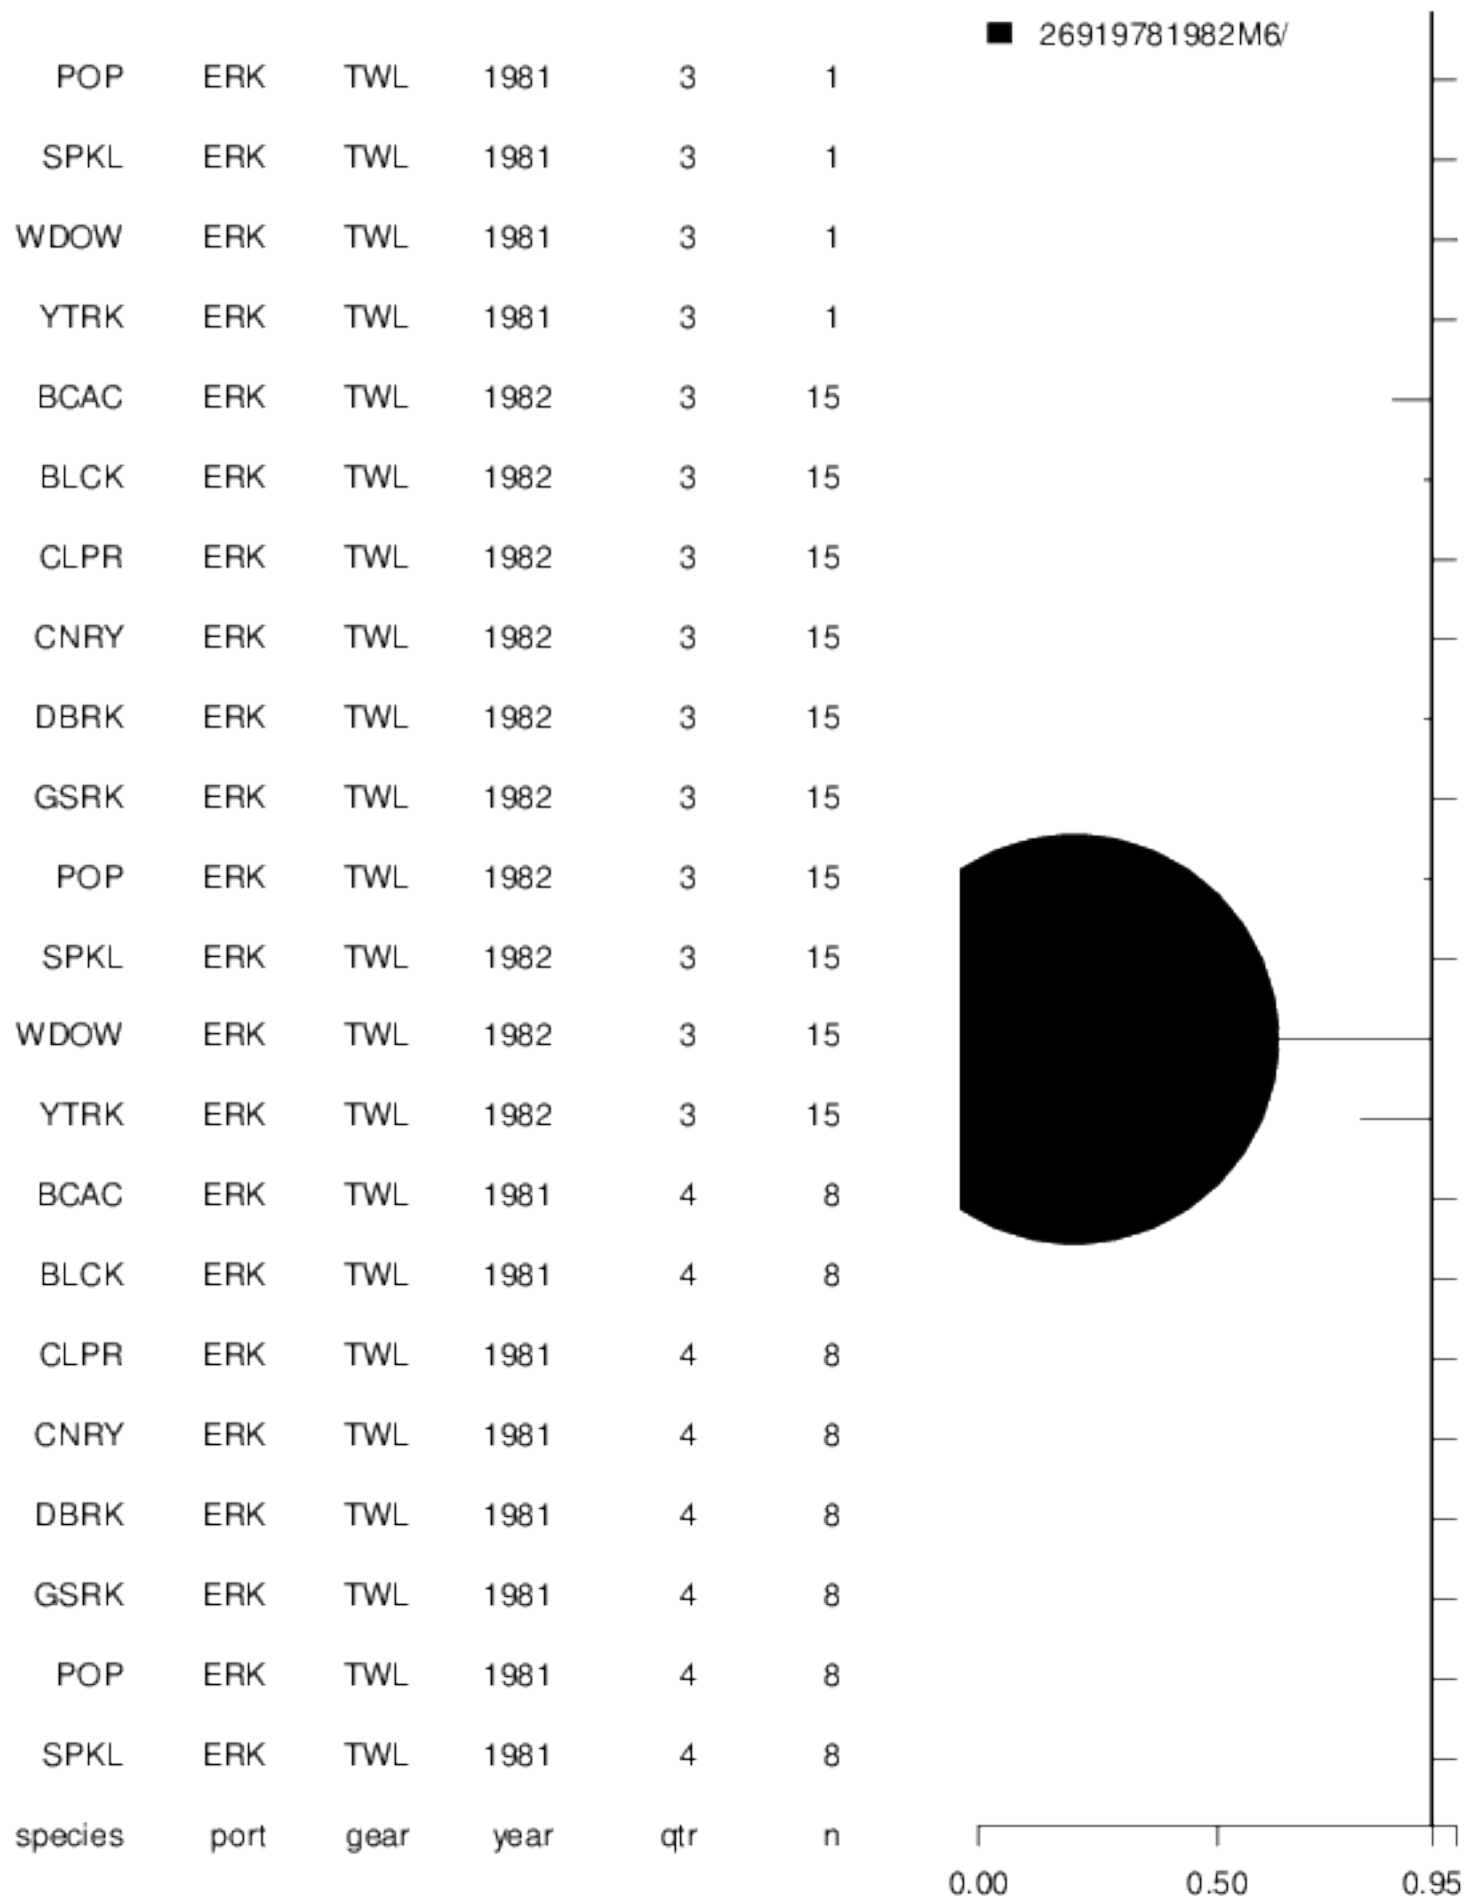 26919781982M6/
POP ERK TWL 1981 3 1
SPKL ERK TWL 1981 3 1
WDOW ERK TWL 1981 3 1
YTRK ERK TWL 1981 3 1
BCAC ERK TWL 1982 3 15
BLCK ERK TWL 1982 3 15
CLPR ERK TWL 1982 3 15
CNRY ERK TWL 1982 3 15
DBRK ERK TWL 1982 3 15
GSRK ERK TWL 1982 3 15
POP ERK TWL 1982 3 15
SPKL ERK TWL 1982 3 15
WDOW ERK TWL 1982 3 15
YTRK ERK TWL 1982 3 15
BCAC ERK TWL 1981 4 8
BLCK ERK TWL 1981 4 8
CLPR ERK TWL 1981 4 8
CNRY ERK TWL 1981 4 8
DBRK ERK TWL 1981 4 8
GSRK ERK TWL 1981 4 8
POP ERK TWL 1981 4 8
SPKL ERK TWL 1981 4 8
species port gear year qtr n
0.00 0.50 0.95